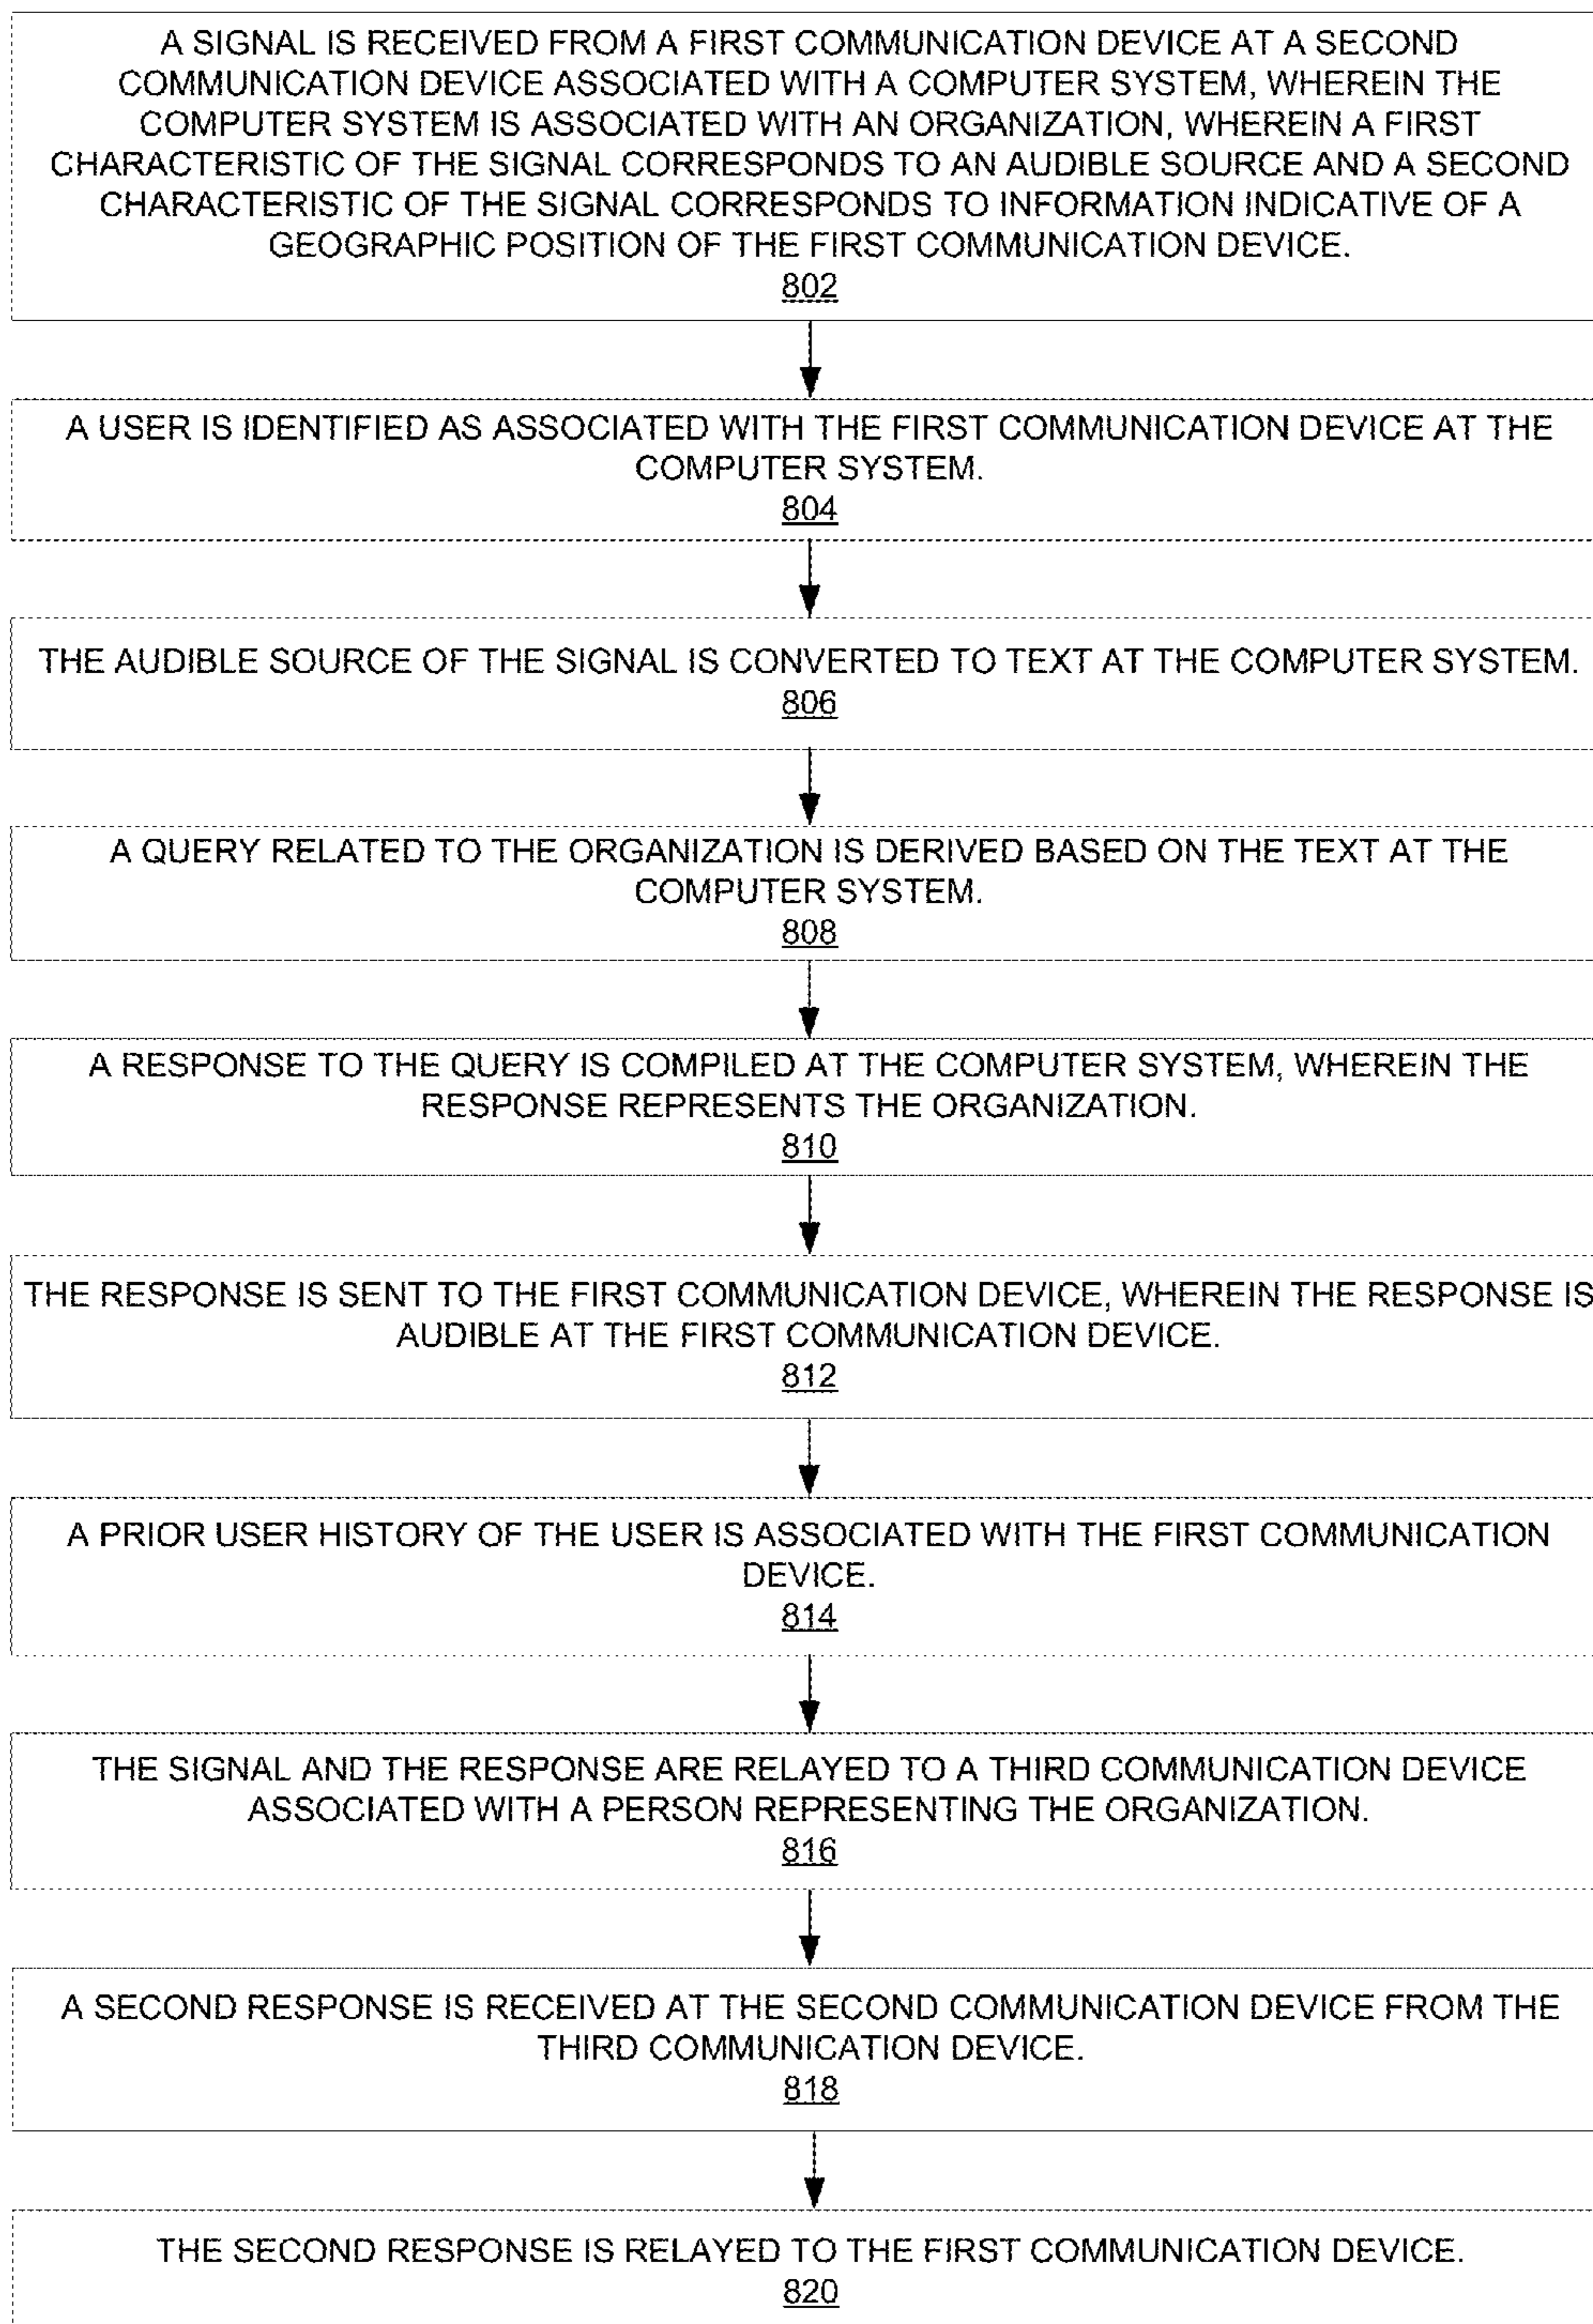 A SIGNAL IS RECEIVED FROM A FIRST COMMUNICATION DEVICE AT A SECOND
COMMUNICATION DEVICE ASSOCIATED WITH A COMPUTER SYSTEM, WHEREIN THE
COMPUTER SYSTEM IS ASSOCIATED WITH AN ORGANIZATION, WHEREIN A FIRST
CHARACTERISTIC OF THE SIGNAL CORRESPONDS TO AN AUDIBLE SOURCE AND A SECOND
CHARACTERISTIC OF THE SIGNAL CORRESPONDS TO INFORMATION INDICATIVE OF A
GEOGRAPHIC POSITION OF THE FIRST COMMUNICATION DEVICE.
802
A USER IS IDENTIFIED AS ASSOCIATED WITH THE FIRST COMMUNICATION DEVICE AT THE
COMPUTER SYSTEM.
804
THE AUDIBLE SOURCE OF THE SIGNAL IS CONVERTED TO TEXT AT THE COMPUTER SYSTEM.
806
A QUERY RELATED TO THE ORGANIZATION IS DERIVED BASED ON THE TEXT AT THE
COMPUTER SYSTEM.
808
A RESPONSE TO THE QUERY IS COMPILED AT THE COMPUTER SYSTEM, WHEREIN THE
RESPONSE REPRESENTS THE ORGANIZATION.
810
THE RESPONSE IS SENT TO THE FIRST COMMUNICATION DEVICE, WHEREIN THE RESPONSE IS
AUDIBLE AT THE FIRST COMMUNICATION DEVICE.
812
A PRIOR USER HISTORY OF THE USER IS ASSOCIATED WITH THE FIRST COMMUNICATION
DEVICE.
814
THE SIGNAL AND THE RESPONSE ARE RELAYED TO A THIRD COMMUNICATION DEVICE
ASSOCIATED WITH A PERSON REPRESENTING THE ORGANIZATION.
816
A SECOND RESPONSE IS RECEIVED AT THE SECOND COMMUNICATION DEVICE FROM THE
THIRD COMMUNICATION DEVICE.
818
THE SECOND RESPONSE IS RELAYED TO THE FIRST COMMUNICATION DEVICE.
820